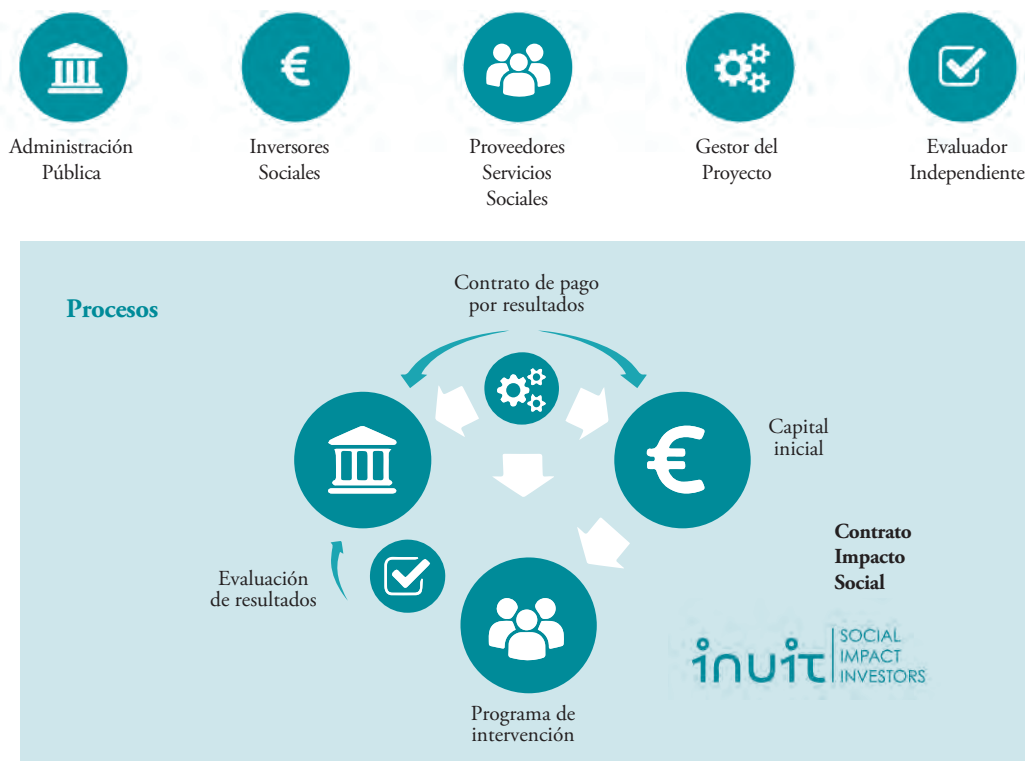 Administración
Pública
Inversores
Sociales
Proveedores
Servicios
Sociales
Gestor del
Proyecto
Evaluador
Independiente
Procesos
Contrato de pago
por resultados
Capital
inicial
Contrato
Impacto
Social
Evaluación
de resultados
inuit
SOCIAL
IMPACT
INVESTORS
Programa de
intervención